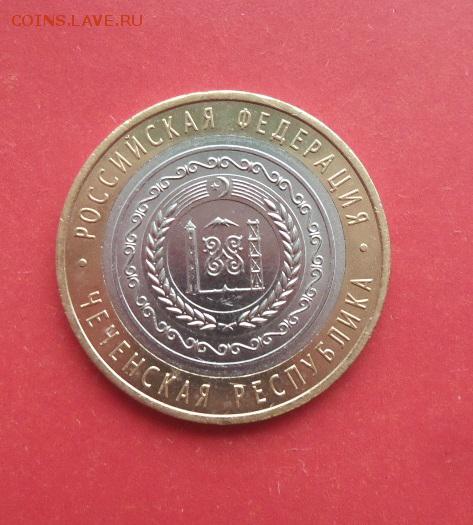 COINS.LAVE.RU
РОССИЙСКАЯ ФЕДЕРАЦИЯ
ЧЕЧЕНСКАЯ РЕСПУБЛИКА